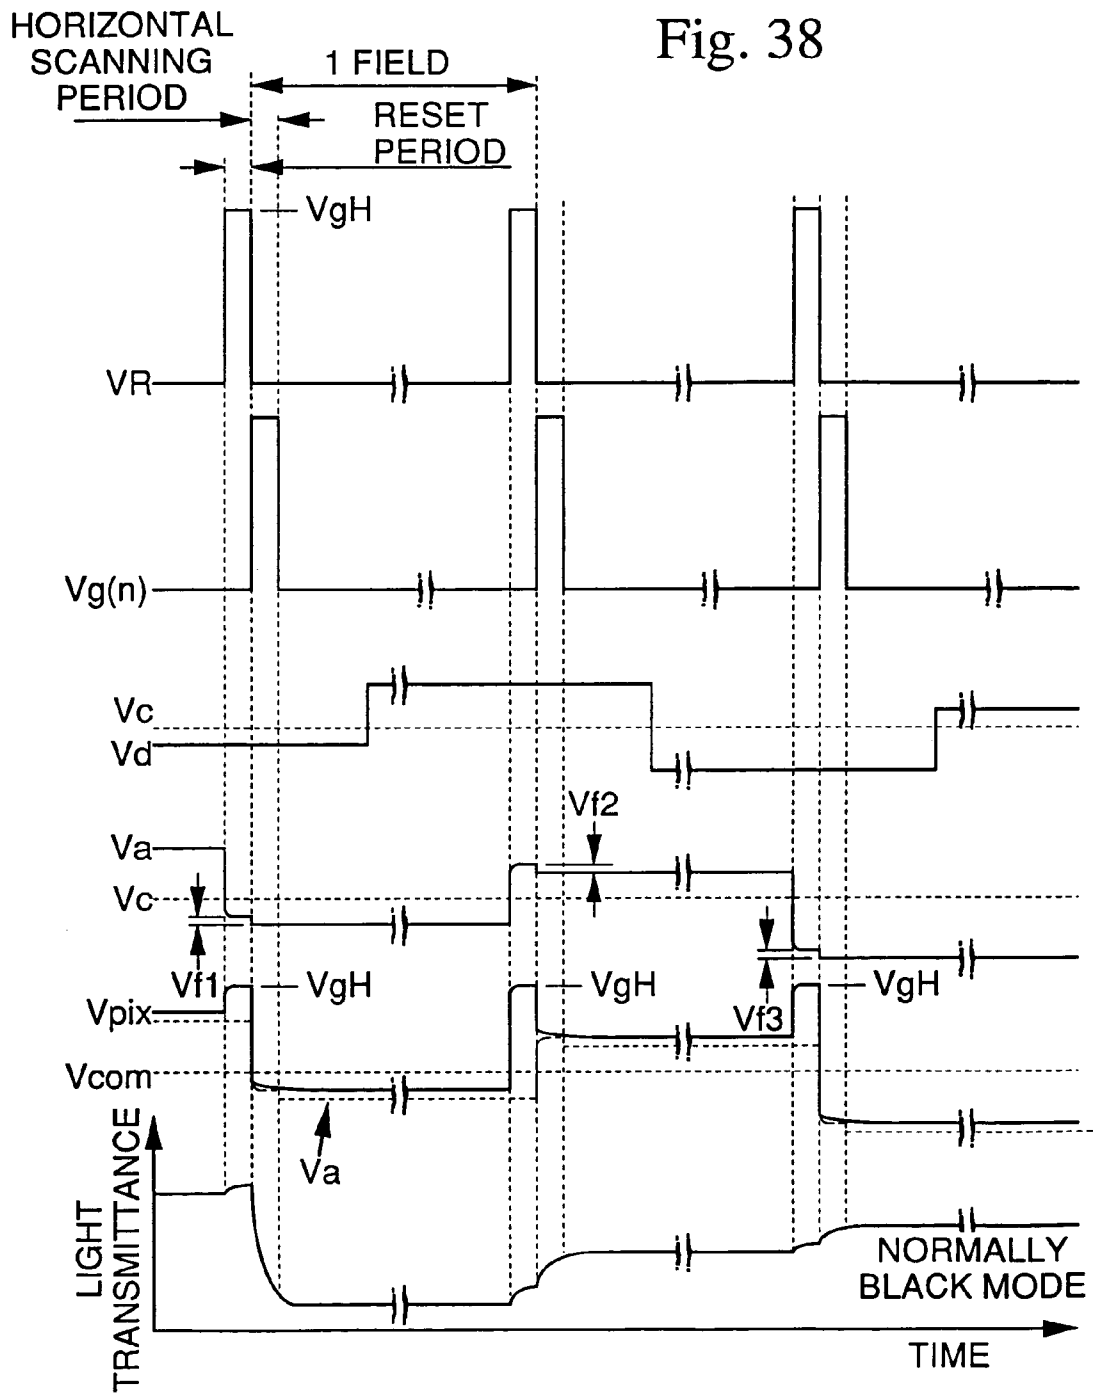 Fig. 38
HORIZONTAL
SCANNING
PERIOD
1 FIELD
RESET
PERIOD
VgH
VR
Vg(n)
Vc
Vd
Vf2
Va
Vc
Vf1
VgH
VgH
VgH
Vf3
Vpix
Vcom
Va
LIGHT
TRANSMITTANCE
NORMALLY
BLACK MODE
TIME